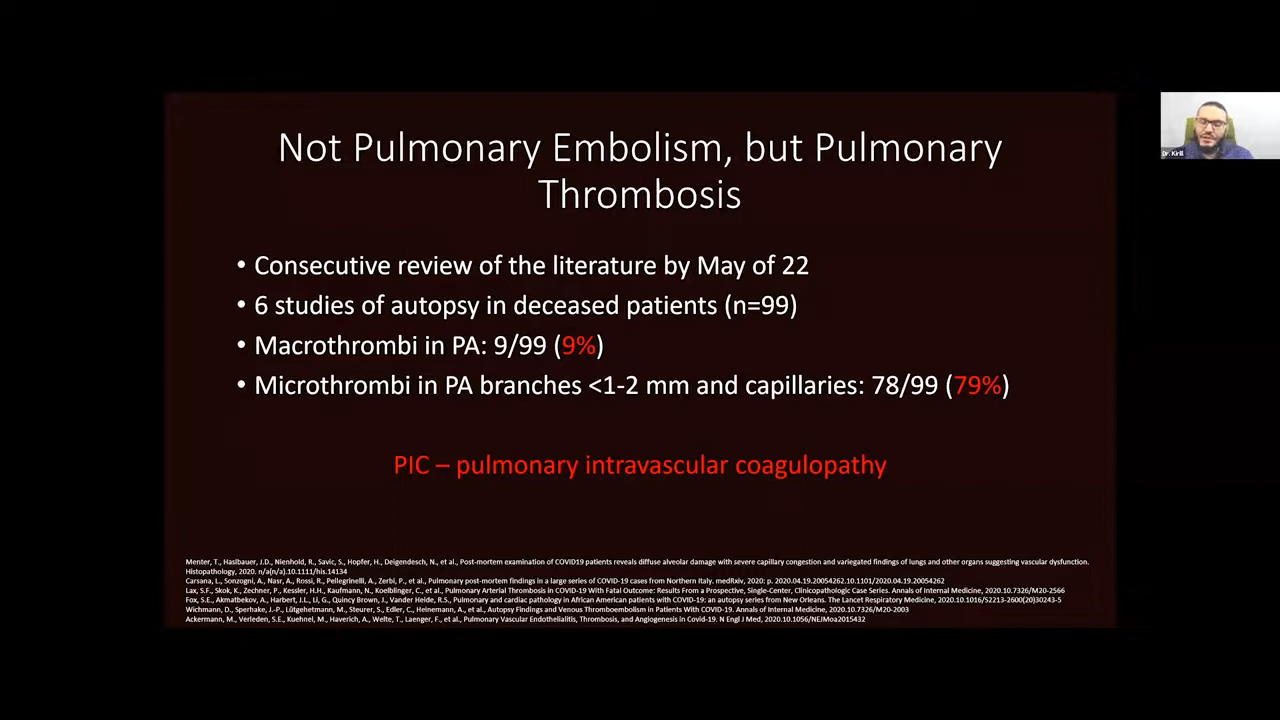 Not Pulmonary Embolism, but Pulmonary
Thrombosis
• Consecutive review of the literature by May of 22
• 6 studies of autopsy in deceased patients (n=99)
• Macrothrombi in PA: 9/99 (9%)
• Microthrombi in PA branches <1-2 mm and capillaries: 78/99 (79%)
PIC – pulmonary intravascular coagulopathy
Menter, T., Haslbauer, J.D., Nienhold, R., Savic, S., Hopfer, H., Deigendesch, N., et al., Post-mortem examination of COVID19 patients reveals diffuse alveolar damage with severe capillary congestion and variegated findings of lungs and other organs suggesting vascular dysfunction.
Histopathology, 2020. n/a(n/a).10.1111/his.14134
Carsana, L., Sonzogni, A., Nasr, A., Rossi, R., Pellegrinelli, A., Zerbi, P., et al., Pulmonary post-mortem findings in a large series of COVID-19 cases from Northern Italy. medRxiv, 2020: p. 2020.04.19.20054262.10.1101/2020.04.19.20054262
Lax, S.F., Skok, K., Zechner, P., Kessler, H.H., Kaufmann, N., Koelblinger, C., et al., Pulmonary Arterial Thrombosis in COVID-19 With Fatal Outcome: Results From a Prospective, Single-Center, Clinicopathologic Case Series. Annals of Internal Medicine, 2020.10.7326/M20-2566
Fox, S.E., Akmatbekov, A., Harbert, J.L., Li, G., Quincy Brown, J., Vander Heide, R.S., Pulmonary and cardiac pathology in African American patients with COVID-19: an autopsy series from New Orleans. The Lancet Respiratory Medicine, 2020.10.1016/S2213-2600(20)30243-5
Wichmann, D., Sperhake, J.-P., Lütgehetmann, M., Steurer, S., Edler, C., Heinemann, A., et al., Autopsy Findings and Venous Thromboembolism in Patients With COVID-19. Annals of Internal Medicine, 2020.10.7326/M20-2003
Ackermann, M., Verleden, S.E., Kuehnel, M., Haverich, A., Welte, T., Laenger, F., et al., Pulmonary Vascular Endothelialitis, Thrombosis, and Angiogenesis in Covid-19. N Engl J Med, 2020.10.1056/NEJMoa2015432
Dr. Kirill